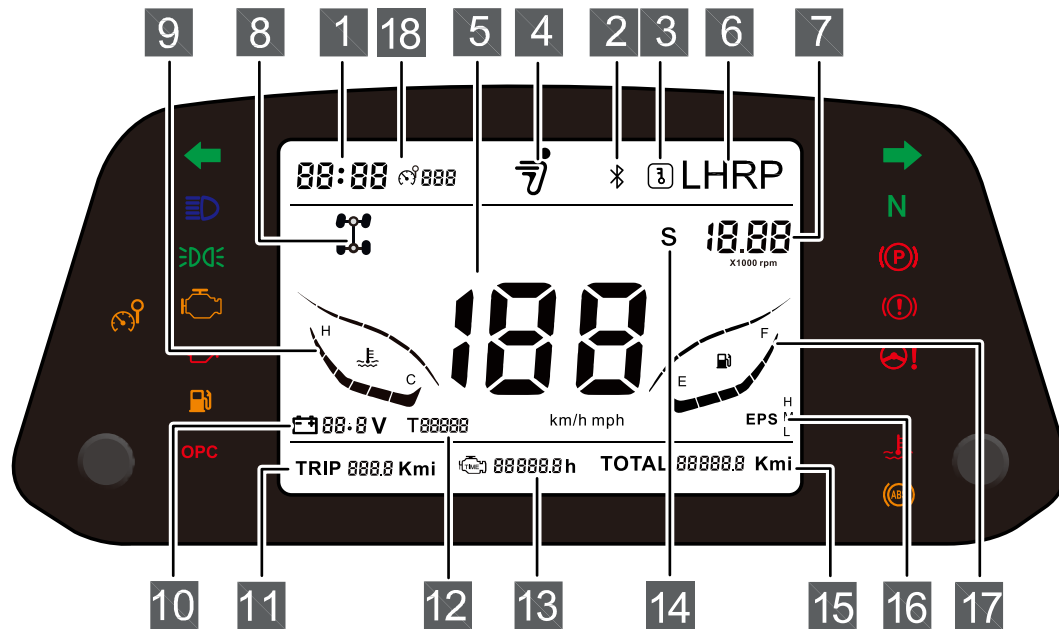 9 8 1 18 5 4 2 3 6 7
88:88 888 LHRP
N
S 18.88
X1000 rpm
(P)
(!)
188
H F
C E
!
H
88.8 V T88888 km/h mph EPS M
L
OPC
TRIP 888.8 Kmi TIME 88888.8 h TOTAL 88888.8 Kmi
ABS
10 11 12 13 14 15 16 17